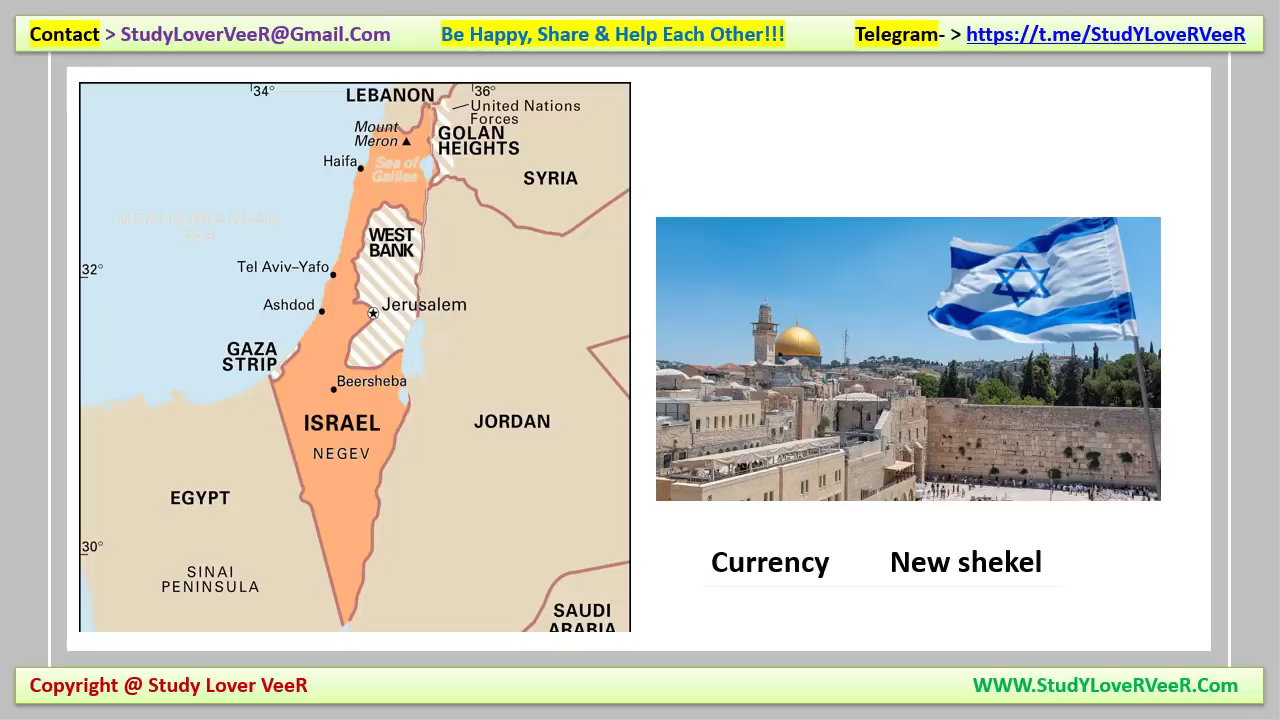 Contact > StudyLoverVeeR@Gmail.Com
Be Happy, Share & Help Each Other!!!
Telegram- > https://t.me/StudYLoveRVeeR
34°
36°
LEBANON
United Nations
Forces
Mount
Meron
GOLAN
HEIGHTS
Haifa
Sea of
Galilee
SYRIA
MEDITERRANEAN
SEA
WEST
BANK
32°
Tel Aviv–Yafo
Ashdod
Jerusalem
GAZA
STRIP
Beersheba
ISRAEL
JORDAN
NEGEV
EGYPT
30°
SINAI
PENINSULA
SAUDI
ARABIA
Currency New shekel
Copyright @ Study Lover VeeR
WWW.StudYLoveRVeeR.Com